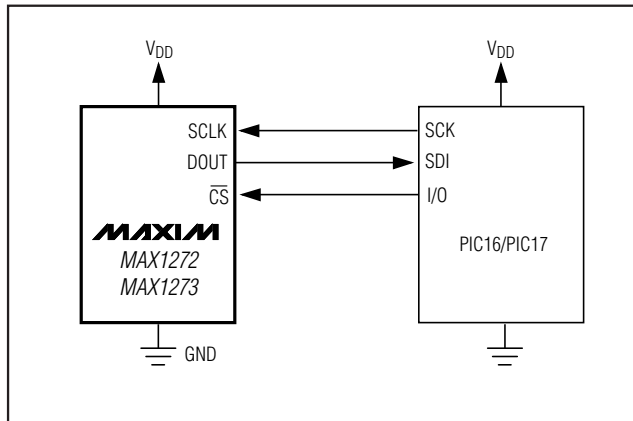 VDD
VDD
SCLK
SCK
DOUT
SDI
CS
I/O
MAXIM
MAX1272
MAX1273
PIC16/PIC17
GND